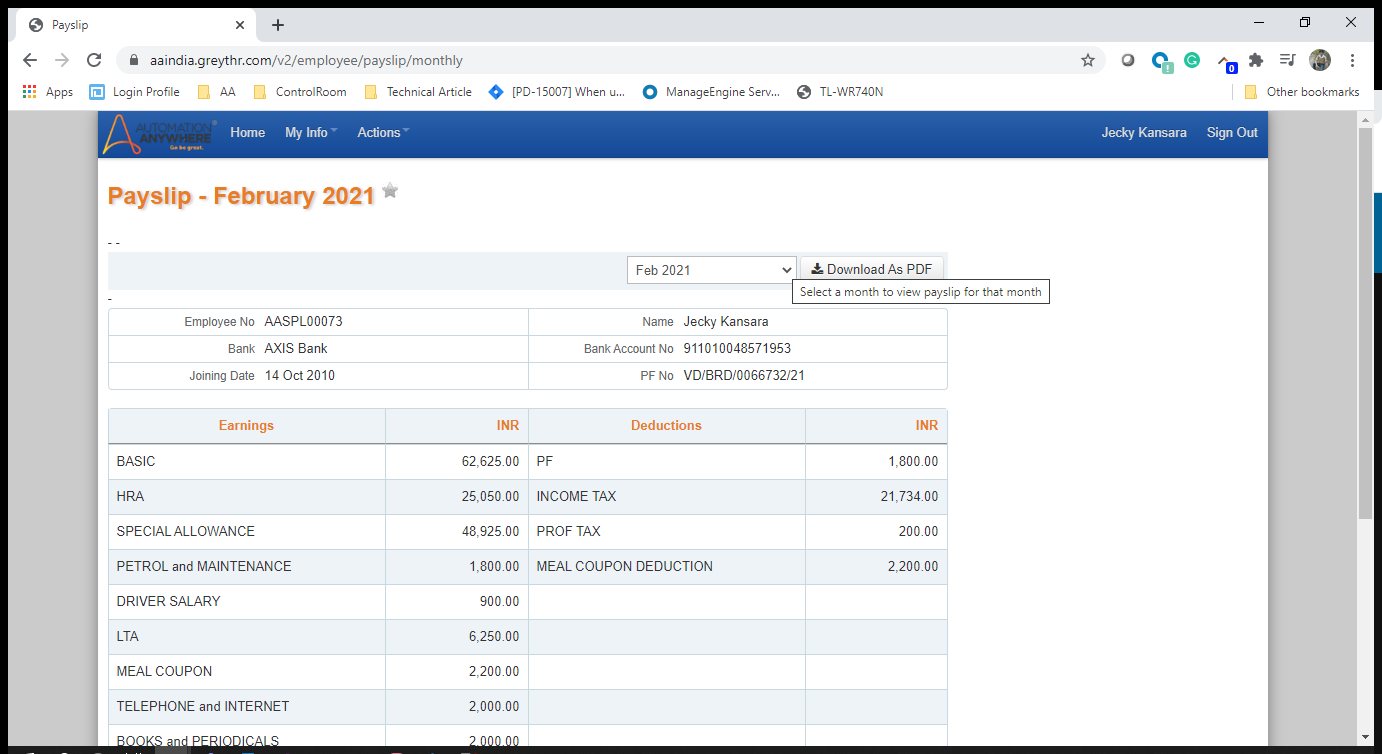 Payslip
aaindia.greythr.com/v2/employee/payslip/monthly
0
Apps Login Profile AA ControlRoom Technical Article [PD-15007] When u... ManageEngine Serv... TL-WR740N Other bookmarks
AUTOMATION ANYWHERE Go be great. Home My Info Actions Jecky Kansara Sign Out
Payslip - February 2021
- -
Feb 2021 Download As PDF
Select a month to view payslip for that month
-
Employee No AASPL00073 Name Jecky Kansara
Bank AXIS Bank Bank Account No 911010048571953
Joining Date 14 Oct 2010 PF No VD/BRD/0066732/21
Earnings INR Deductions INR
BASIC 62,625.00 PF 1,800.00
HRA 25,050.00 INCOME TAX 21,734.00
SPECIAL ALLOWANCE 48,925.00 PROF TAX 200.00
PETROL and MAINTENANCE 1,800.00 MEAL COUPON DEDUCTION 2,200.00
DRIVER SALARY 900.00
LTA 6,250.00
MEAL COUPON 2,200.00
TELEPHONE and INTERNET 2,000.00
BOOKS and PERIODICALS 2,000.00